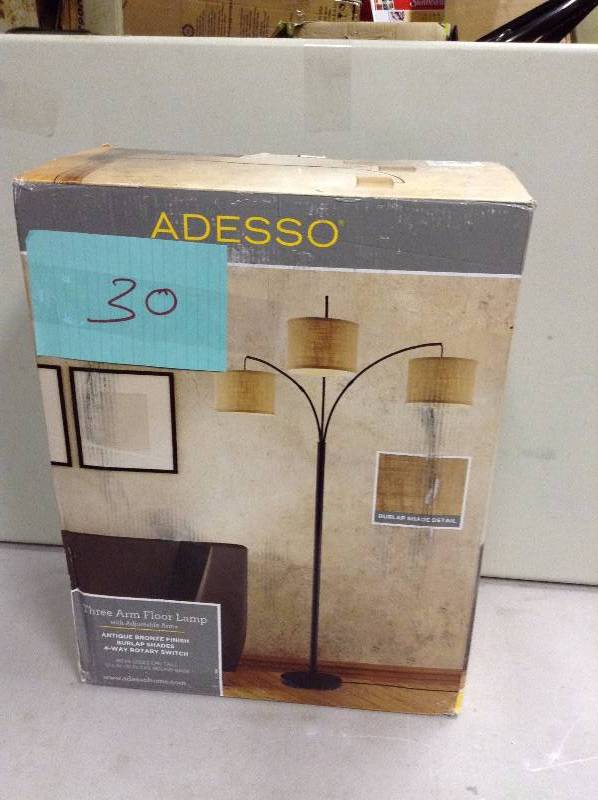 ADESSO
30
BURLAP SHADE DETAIL
Three Arm Floor Lamp
with Adjustable Arms
ANTIQUE BRONZE FINISH
BURLAP SHADES
4-WAY ROTARY SWITCH
www.adessohome.com